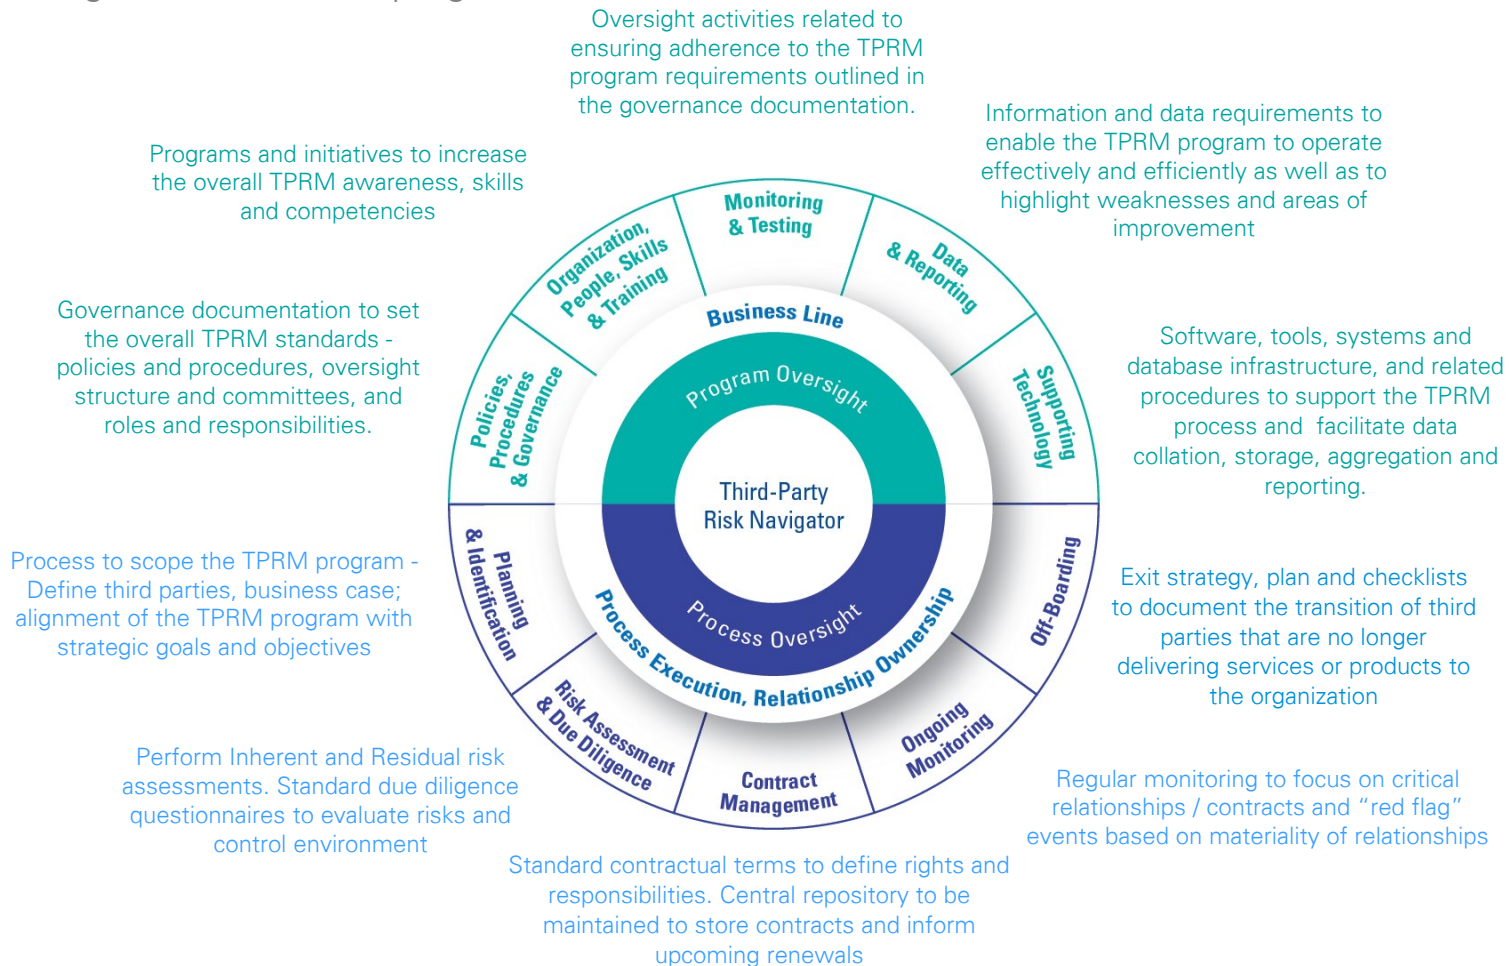 Oversight activities related to
ensuring adherence to the TPRM
program requirements outlined in
the governance documentation.
Information and data requirements to
enable the TPRM program to operate
effectively and efficiently as well as to
highlight weaknesses and areas of
improvement
Programs and initiatives to increase
the overall TPRM awareness, skills
and competencies
Governance documentation to set
the overall TPRM standards -
policies and procedures, oversight
structure and committees, and
roles and responsibilities.
Software, tools, systems and
database infrastructure, and related
procedures to support the TPRM
process and facilitate data
collation, storage, aggregation and
reporting.
Policies,
Procedures
& Governance
Organization,
People, Skills
& Training
Monitoring
& Testing
Data
& Reporting
Supporting
Technology
Business Line
Program Oversight
Third-Party
Risk Navigator
Process Oversight
Process Execution, Relationship Ownership
Planning
& Identification
Risk Assessment
& Due Diligence
Contract
Management
Ongoing
Monitoring
Off-Boarding
Process to scope the TPRM program -
Define third parties, business case;
alignment of the TPRM program with
strategic goals and objectives
Exit strategy, plan and checklists
to document the transition of third
parties that are no longer
delivering services or products to
the organization
Perform Inherent and Residual risk
assessments. Standard due diligence
questionnaires to evaluate risks and
control environment
Regular monitoring to focus on critical
relationships / contracts and “red flag”
events based on materiality of relationships
Standard contractual terms to define rights and
responsibilities. Central repository to be
maintained to store contracts and inform
upcoming renewals